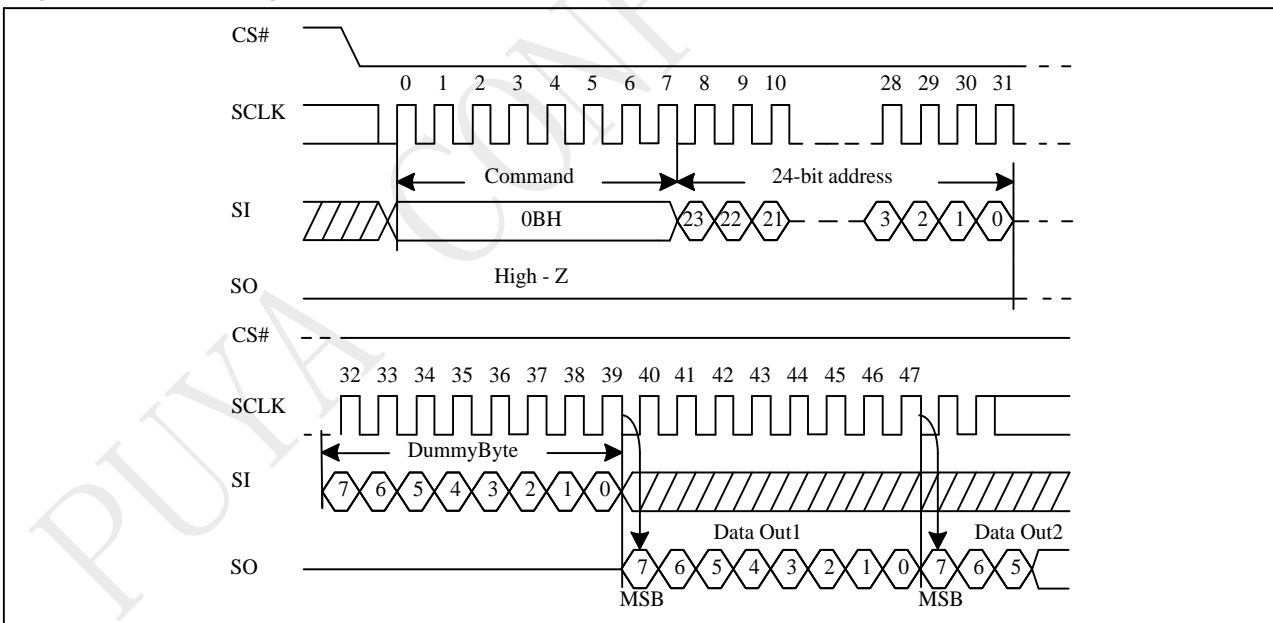 CS#
0 1 2 3 4 5 6 7 8 9 10 28 29 30 31
SCLK
Command 24-bit address
SI 0BH 23 22 21 3 2 1 0
High - Z
SO
CS#
32 33 34 35 36 37 38 39 40 41 42 43 44 45 46 47
SCLK
DummyByte
SI 7 6 5 4 3 2 1 0
Data Out1 Data Out2
SO 7 6 5 4 3 2 1 0 7 6 5
MSB MSB
PUYA